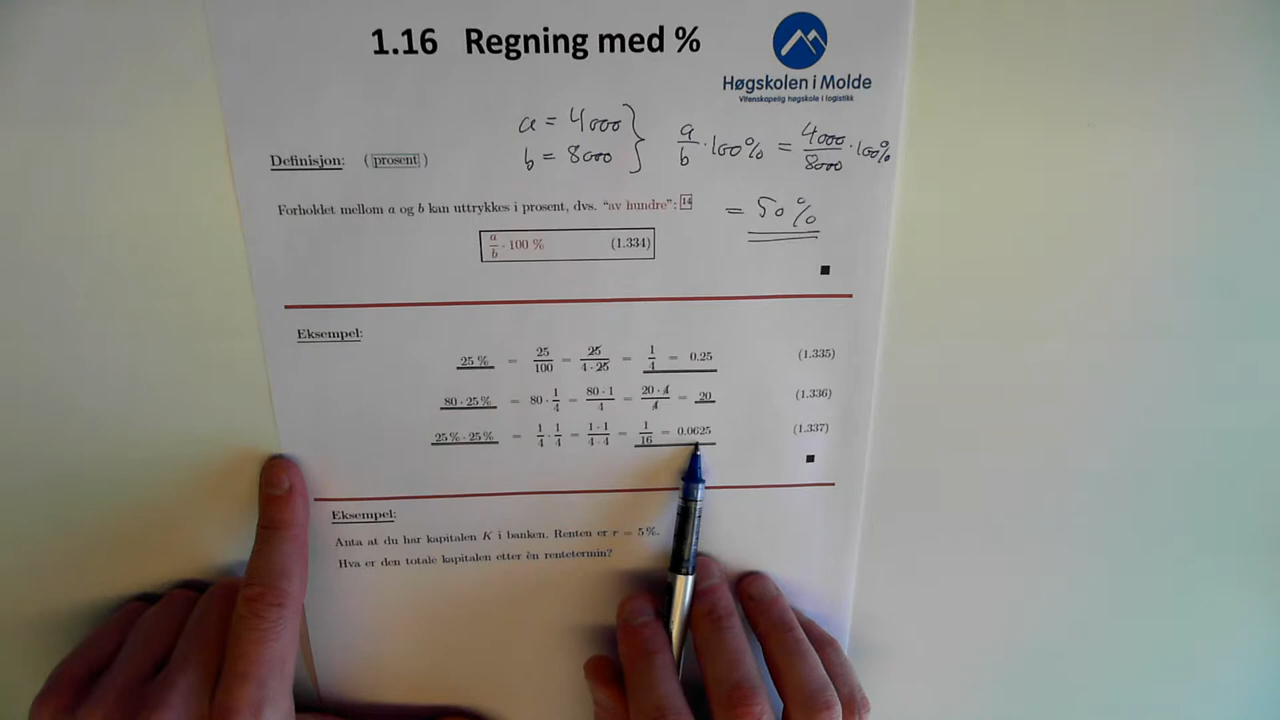 1.16 Regning med %
Høgskolen i Molde
Vitenskapelig høgskole i logistikk
a = 4000
b = 8000
a/b · 100% = 4000/8000 · 100%
Definisjon: ( prosent )
Forholdet mellom a og b kan uttrykkes i prosent, dvs. “av hundre”: 14
= 50%
a/b · 100 % (1.334)
Eksempel:
25 % = 25/100 = 25/4 · 25 = 1/4 = 0.25 (1.335)
80 · 25 % = 80 · 1/4 = 80 · 1/4 = 20 · 4/4 = 20 (1.336)
25 % · 25 % = 1/4 · 1/4 = 1 · 1/4 · 4 = 1/16 = 0.0625 (1.337)
Eksempel:
Anta at du har kapitalen K i banken. Renten er r = 5 %.
Hva er den totale kapitalen etter èn rentetermin?